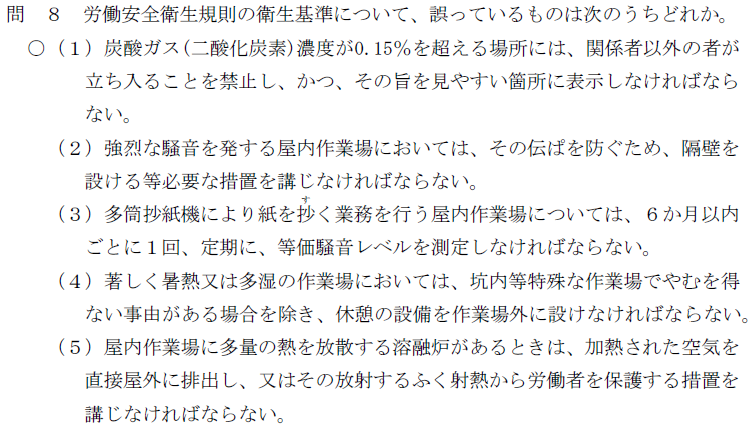 問　８　労働安全衛生規則の衛生基準について、誤っているものは次のうちどれか。
○（１）炭酸ガス(二酸化炭素)濃度が0.15％を超える場所には、関係者以外の者が
立ち入ることを禁止し、かつ、その旨を見やすい箇所に表示しなければなら
ない。
（２）強烈な騒音を発する屋内作業場においては、その伝ぱを防ぐため、隔壁を
設ける等必要な措置を講じなければならない。
す
（３）多筒抄紙機により紙を抄く業務を行う屋内作業場については、６か月以内
ごとに１回、定期に、等価騒音レベルを測定しなければならない。
（４）著しく暑熱又は多湿の作業場においては、坑内等特殊な作業場でやむを得
ない事由がある場合を除き、休憩の設備を作業場外に設けなければならない。
（５）屋内作業場に多量の熱を放散する溶融炉があるときは、加熱された空気を
直接屋外に排出し、又はその放射するふく射熱から労働者を保護する措置を
講じなければならない。